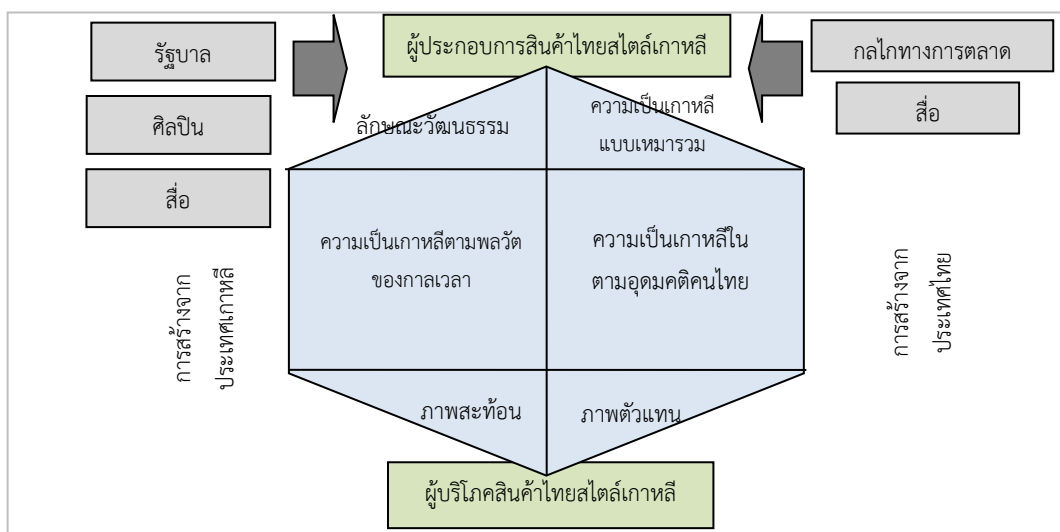 รัฐบาล
ศิลปิน
สื่อ
ผู้ประกอบการสินค้าไทยสไตล์เกาหลี
กลไกทางการตลาด
สื่อ
ลักษณะวัฒนธรรม
ความเป็นเกาหลี
แบบเหมารวม
ความเป็นเกาหลีตามพลวัต
ของกาลเวลา
ความเป็นเกาหลีใน
ตามอุดมคติคนไทย
การสร้างจาก
ประเทศเกาหลี
การสร้างจาก
ประเทศไทย
ภาพสะท้อน
ภาพตัวแทน
ผู้บริโภคสินค้าไทยสไตล์เกาหลี